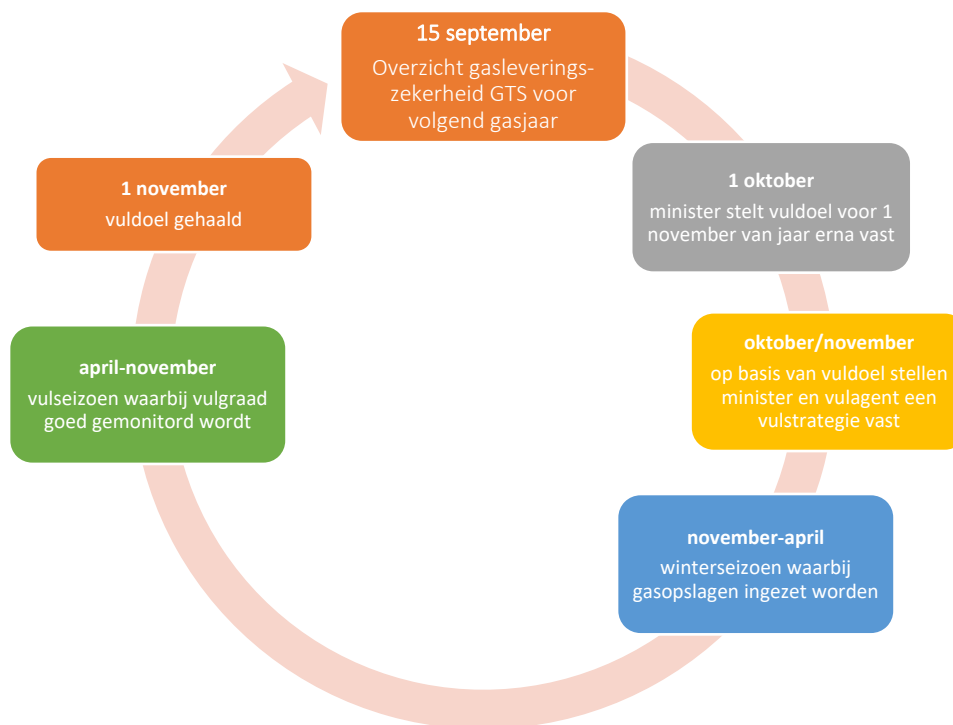 15 september
Overzicht gasleverings-
zekerheid GTS voor
volgend gasjaar
1 oktober
minister stelt vuldoel voor 1
november van jaar erna vast
oktober/november
op basis van vuldoel stellen
minister en vulagent een
vulstrategie vast
november-april
winterseizoen waarbij
gasopslagen ingezet worden
april-november
vulseizoen waarbij vulgraad
goed gemonitord wordt
1 november
vuldoel gehaald